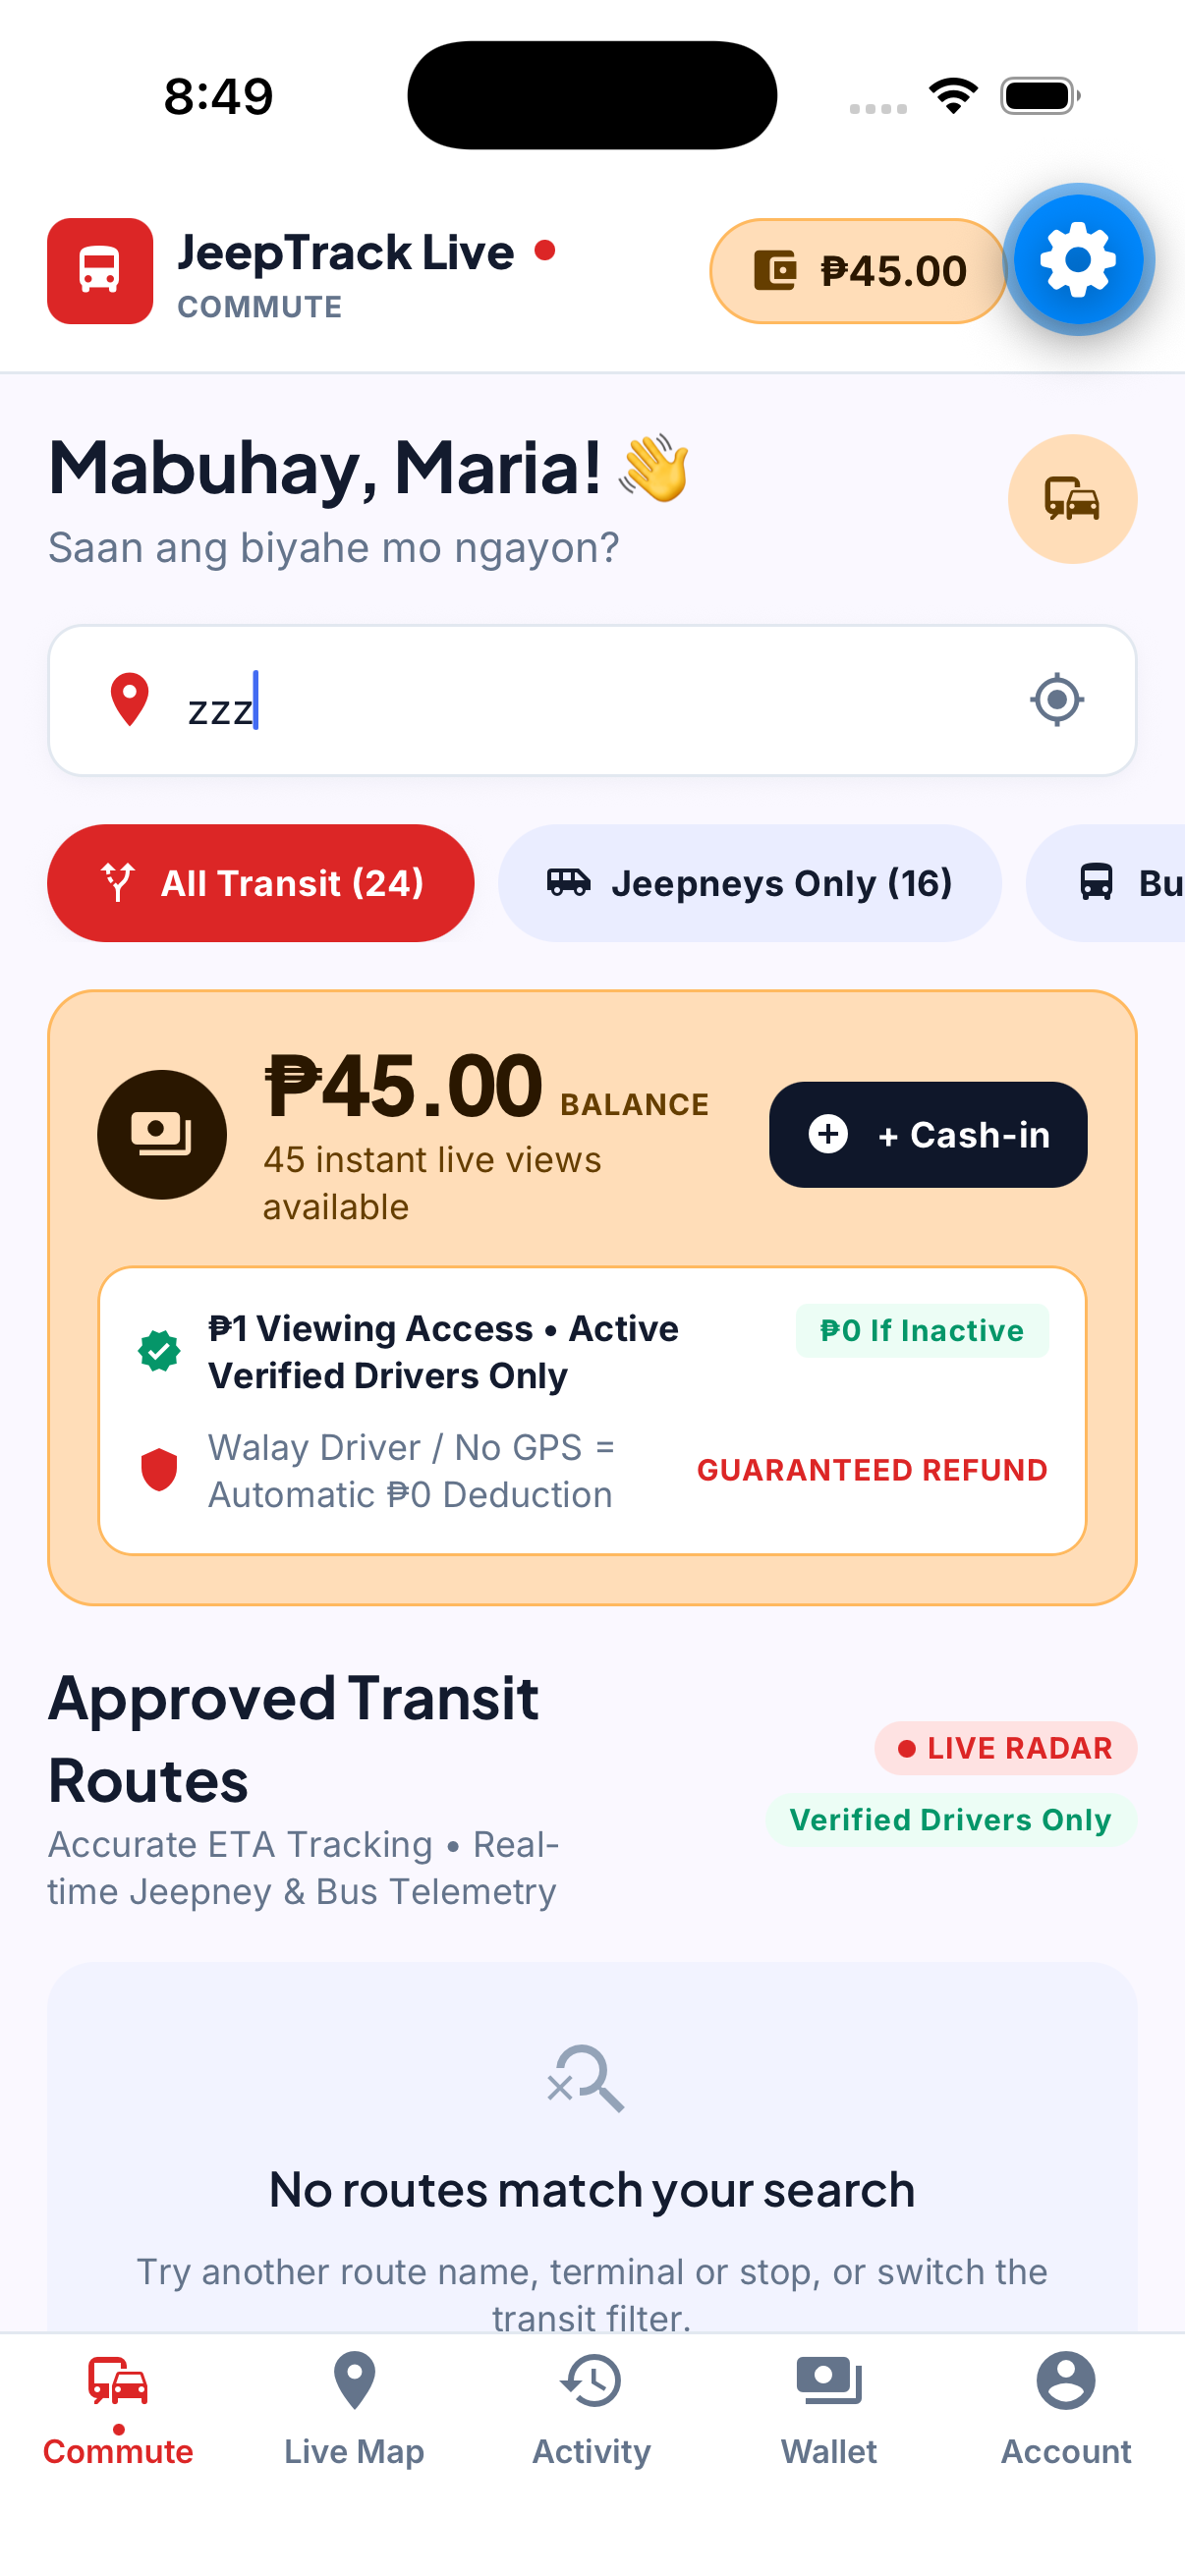 8:49
JeepTrack Live
COMMUTE
₱45.00
Mabuhay, Maria! 👋
Saan ang biyahe mo ngayon?
zzz
All Transit (24)
Jeepneys Only (16)
Bu
₱45.00 BALANCE
45 instant live views
available
+ Cash-in
₱1 Viewing Access • Active
Verified Drivers Only
₱0 If Inactive
Walay Driver / No GPS =
Automatic ₱0 Deduction
GUARANTEED REFUND
Approved Transit
Routes
LIVE RADAR
Verified Drivers Only
Accurate ETA Tracking • Real-
time Jeepney & Bus Telemetry
No routes match your search
Try another route name, terminal or stop, or switch the
transit filter.
Commute
Live Map
Activity
Wallet
Account